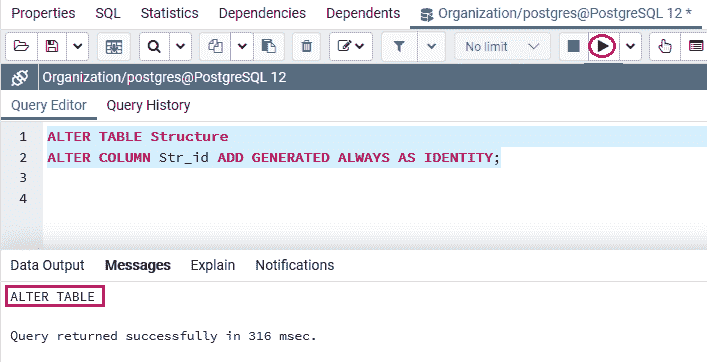 Properties SQL Statistics Dependencies Dependents Organization/postgres@PostgreSQL 12 *
No limit
Organization/postgres@PostgreSQL 12
Query Editor Query History
1 ALTER TABLE Structure
2 ALTER COLUMN Str_id ADD GENERATED ALWAYS AS IDENTITY;
3
4
Data Output Messages Explain Notifications
ALTER TABLE
Query returned successfully in 316 msec.